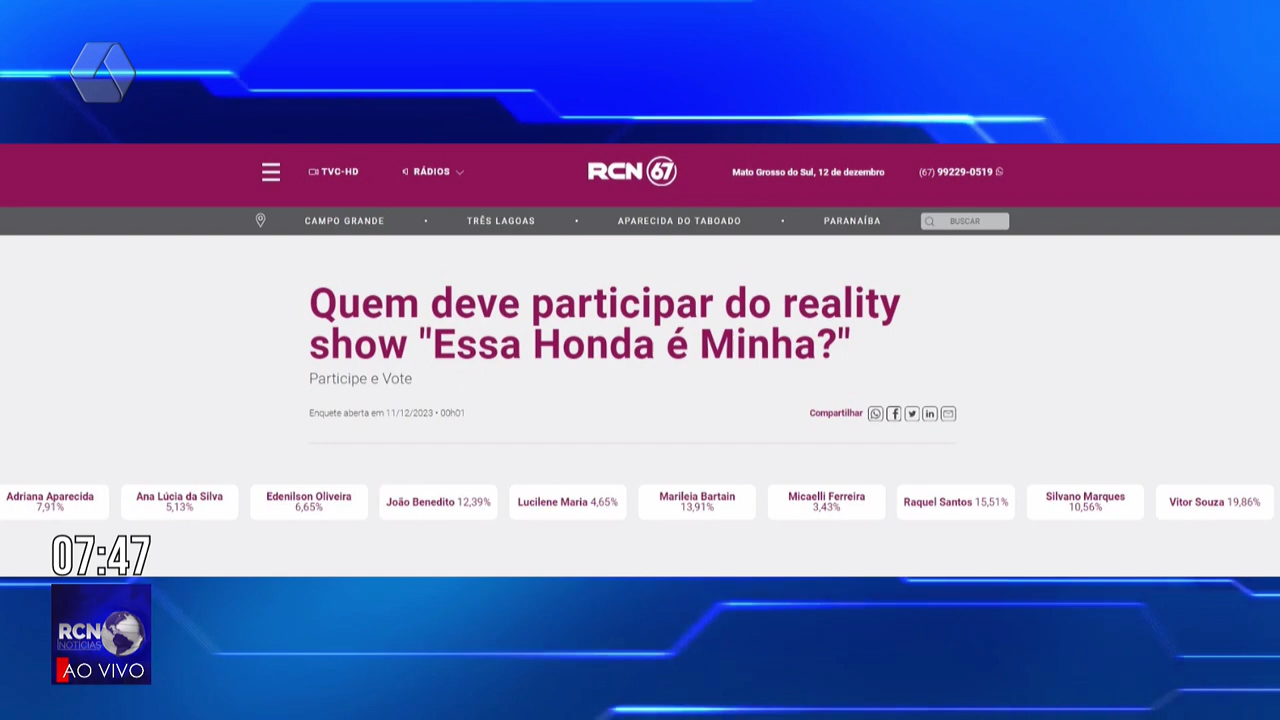 TVC-HD
RÁDIOS
RCN 67
Mato Grosso do Sul, 12 de dezembro
(67) 99229-0519
CAMPO GRANDE • TRÊS LAGOAS • APARECIDA DO TABOADO • PARANAÍBA
BUSCAR
Quem deve participar do reality
show "Essa Honda é Minha?"
Participe e Vote
Enquete aberta em 11/12/2023 • 00h01
Compartilhar
Adriana Aparecida
7,91%
Ana Lúcia da Silva
5,13%
Edenilson Oliveira
6,65%
João Benedito 12,39%
Lucilene Maria 4,65%
Marileia Bartain
13,91%
Micaelli Ferreira
3,43%
Raquel Santos 15,51%
Silvano Marques
10,56%
Vitor Souza 19,86%
07:47
RCN
NOTÍCIAS
AO VIVO